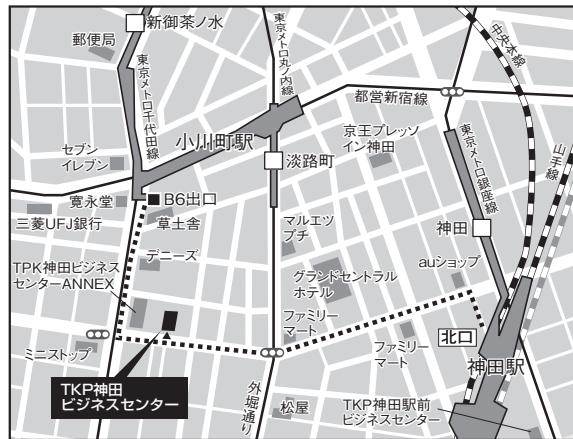 新御茶ノ水
郵便局
東京メトロ千代田線
東京メトロ丸ノ内線
中央本線
都営新宿線
小川町駅
セブン
イレブン
淡路町
京王プレッソ
イン神田
東京メトロ銀座線
山手線
B6出口
寛永堂
三菱UFJ銀行
草土舎
デニーズ
マルエツ
プチ
神田
auショップ
TPK神田ビジネス
センターANNEX
グランドセントラル
ホテル
ファミリー
マート
北口
神田駅
ミニストップ
ファミリー
マート
TKP神田
ビジネスセンター
外堀通り
松屋
TKP神田駅前
ビジネスセンター